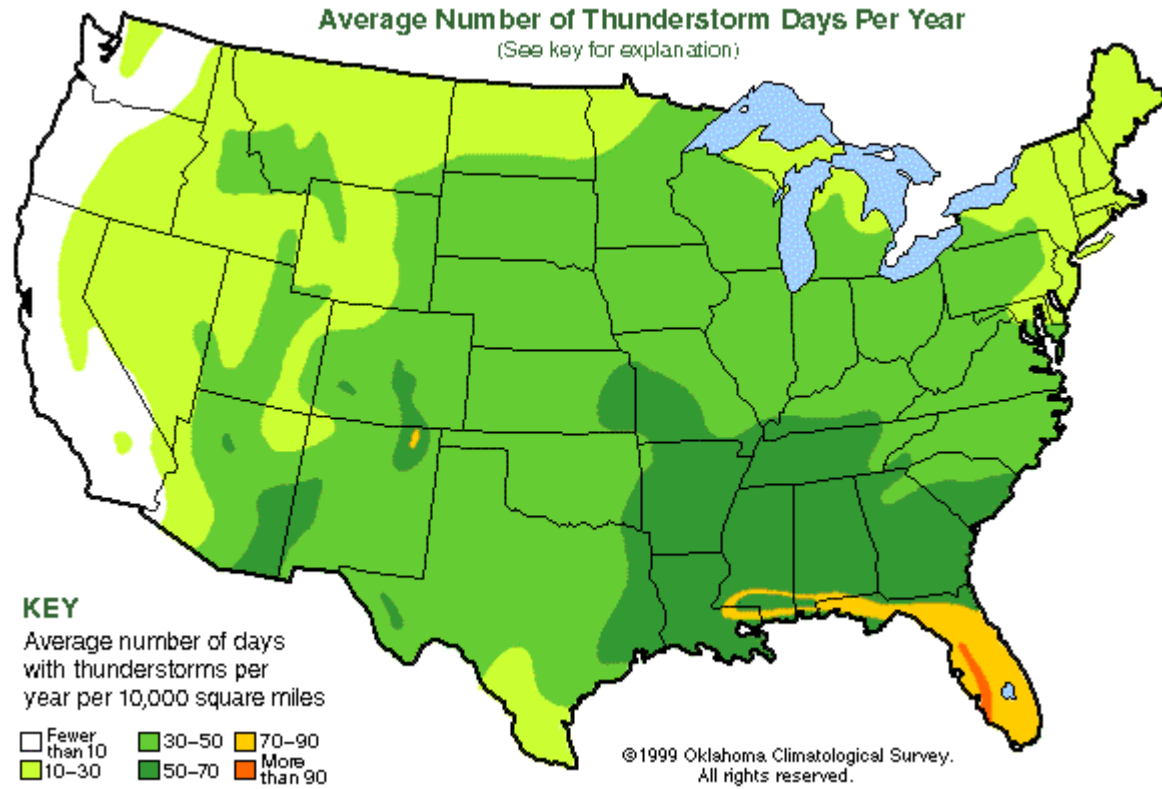 Average Number of Thunderstorm Days Per Year
(See key for explanation)
KEY
Average number of days
with thunderstorms per
year per 10,000 square miles
Fewer
than 10
10–30
30–50
50–70
70–90
More
than 90
©1999 Oklahoma Climatological Survey.
All rights reserved.